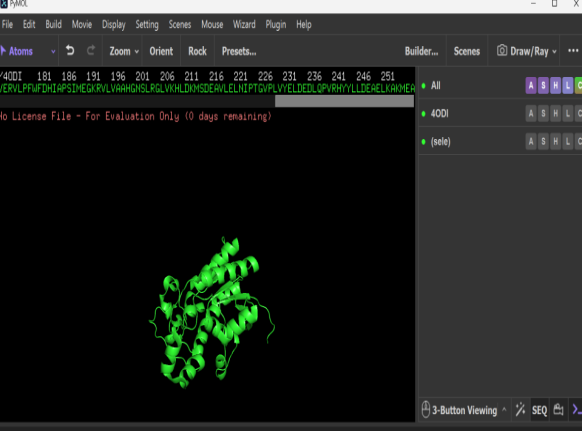 PyMOL
File Edit Build Movie Display Setting Scenes Mouse Wizard Plugin Help
Atoms Zoom Orient Rock Presets... Builder... Scenes Draw/Ray
/4ODI 181 186 191 196 201 206 211 216 221 226 231 236 241 246 251
VERVLPFWFDHIAPSIMEGKRVLVAAHGNSLRGLVKHLDKMSDEAVLELNIPTGVPLVYELDEDLQPVRHYYLLDEAELKAKMEA
No License File - For Evaluation Only (0 days remaining)
All A S H L C
4ODI A S H L C
(sele) A S H L C
3-Button Viewing SEQ